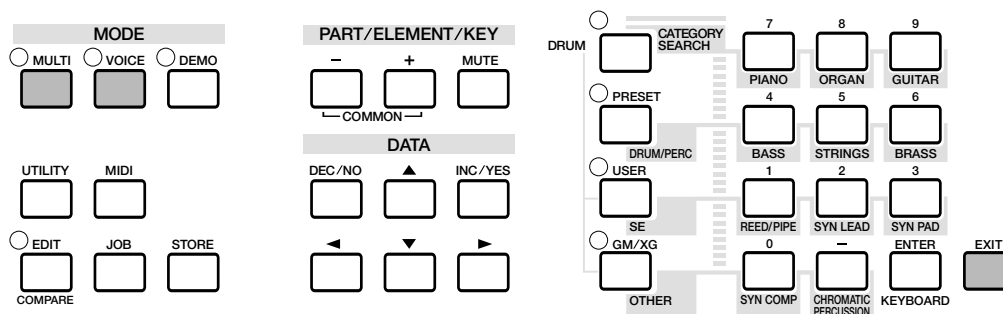 MODE
MULTI VOICE DEMO
UTILITY MIDI
EDIT JOB STORE
COMPARE
PART/ELEMENT/KEY
− + MUTE
COMMON
DATA
DEC/NO ▲ INC/YES
◄ ▼ ►
DRUM CATEGORY
SEARCH
7 8 9
PIANO ORGAN GUITAR
PRESET 4 5 6
DRUM/PERC BASS STRINGS BRASS
USER 1 2 3
SE REED/PIPE SYN LEAD SYN PAD
GM/XG 0 − ENTER EXIT
OTHER SYN COMP CHROMATIC KEYBOARD
PERCUSSION